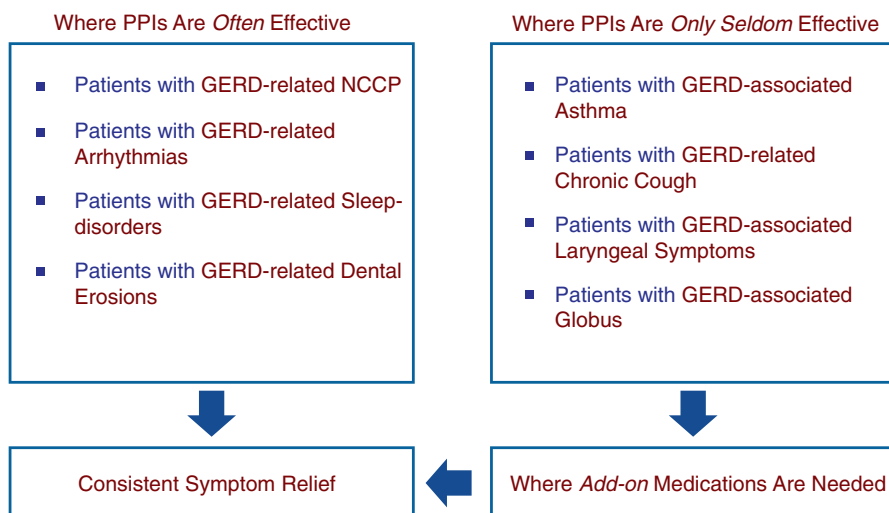 Where PPIs Are Often Effective
Patients with GERD-related NCCP
Patients with GERD-related
Arrhythmias
Patients with GERD-related Sleep-
disorders
Patients with GERD-related Dental
Erosions
Consistent Symptom Relief
Where PPIs Are Only Seldom Effective
Patients with GERD-associated
Asthma
Patients with GERD-related
Chronic Cough
Patients with GERD-associated
Laryngeal Symptoms
Patients with GERD-associated
Globus
Where Add-on Medications Are Needed